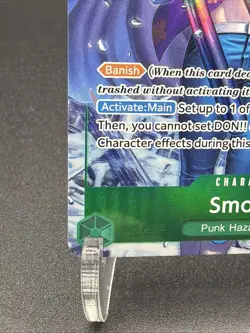 Banish (When this card dea
trashed without activating it
Activate:Main Set up to 1 of
Then, you cannot set DON!!
Character effects during this
CHARA
Smo
Punk Haza